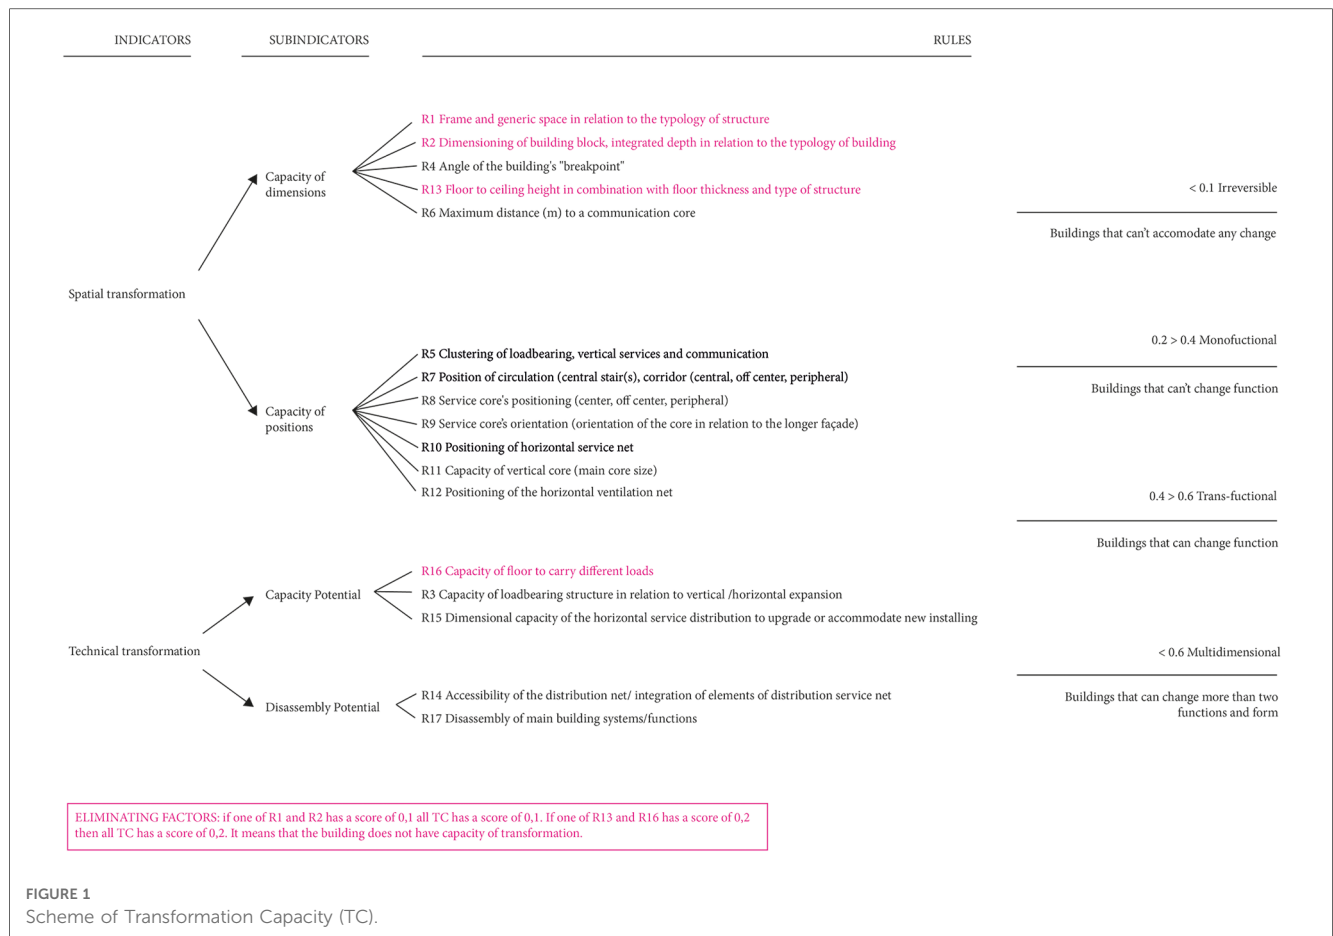 INDICATORS
SUBINDICATORS
RULES
Spatial transformation
Capacity of
dimensions
R1 Frame and generic space in relation to the typology of structure
R2 Dimensioning of building block, integrated depth in relation to the typology of building
R4 Angle of the building's "breakpoint"
R13 Floor to ceiling height in combination with floor thickness and type of structure
R6 Maximum distance (m) to a communication core
Capacity of
positions
R5 Clustering of loadbearing, vertical services and communication
R7 Position of circulation (central stair(s), corridor (central, off center, peripheral)
R8 Service core's positioning (center, off center, peripheral)
R9 Service core's orientation (orientation of the core in relation to the longer façade)
R10 Positioning of horizontal service net
R11 Capacity of vertical core (main core size)
R12 Positioning of the horizontal ventilation net
Technical transformation
Capacity Potential
R16 Capacity of floor to carry different loads
R3 Capacity of loadbearing structure in relation to vertical /horizontal expansion
R15 Dimensional capacity of the horizontal service distribution to upgrade or accommodate new installing
Disassembly Potential
R14 Accessibility of the distribution net/ integration of elements of distribution service net
R17 Disassembly of main building systems/functions
< 0.1 Irreversible
Buildings that can't accomodate any change
0.2 > 0.4 Monofuctional
Buildings that can't change function
0.4 > 0.6 Trans-fuctional
Buildings that can change function
< 0.6 Multidimensional
Buildings that can change more than two
functions and form
ELIMINATING FACTORS: if one of R1 and R2 has a score of 0,1 all TC has a score of 0,1. If one of R13 and R16 has a score of 0,2
then all TC has a score of 0,2. It means that the building does not have capacity of transformation.
FIGURE 1
Scheme of Transformation Capacity (TC).